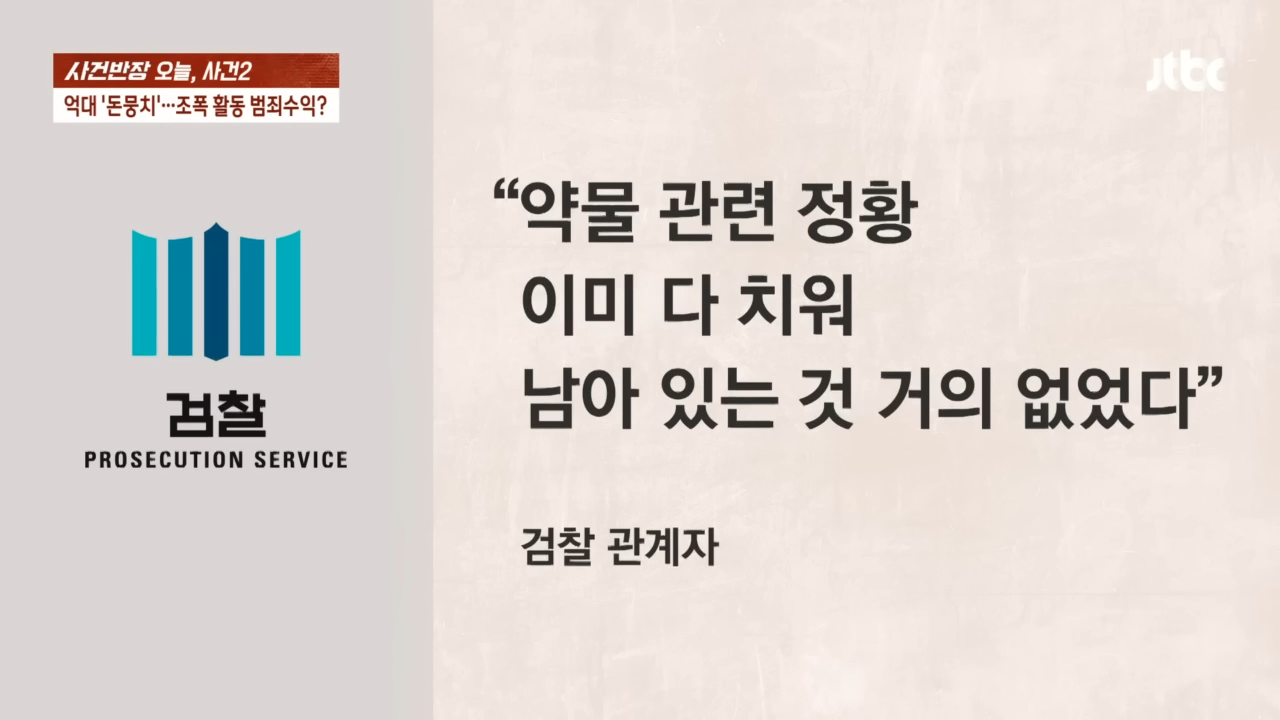 사건반장 오늘, 사건2
억대 '돈뭉치'…조폭 활동 범죄수익?
jtbc
“약물 관련 정황
이미 다 치워
남아 있는 것 거의 없었다”
검찰 관계자
검찰
PROSECUTION SERVICE